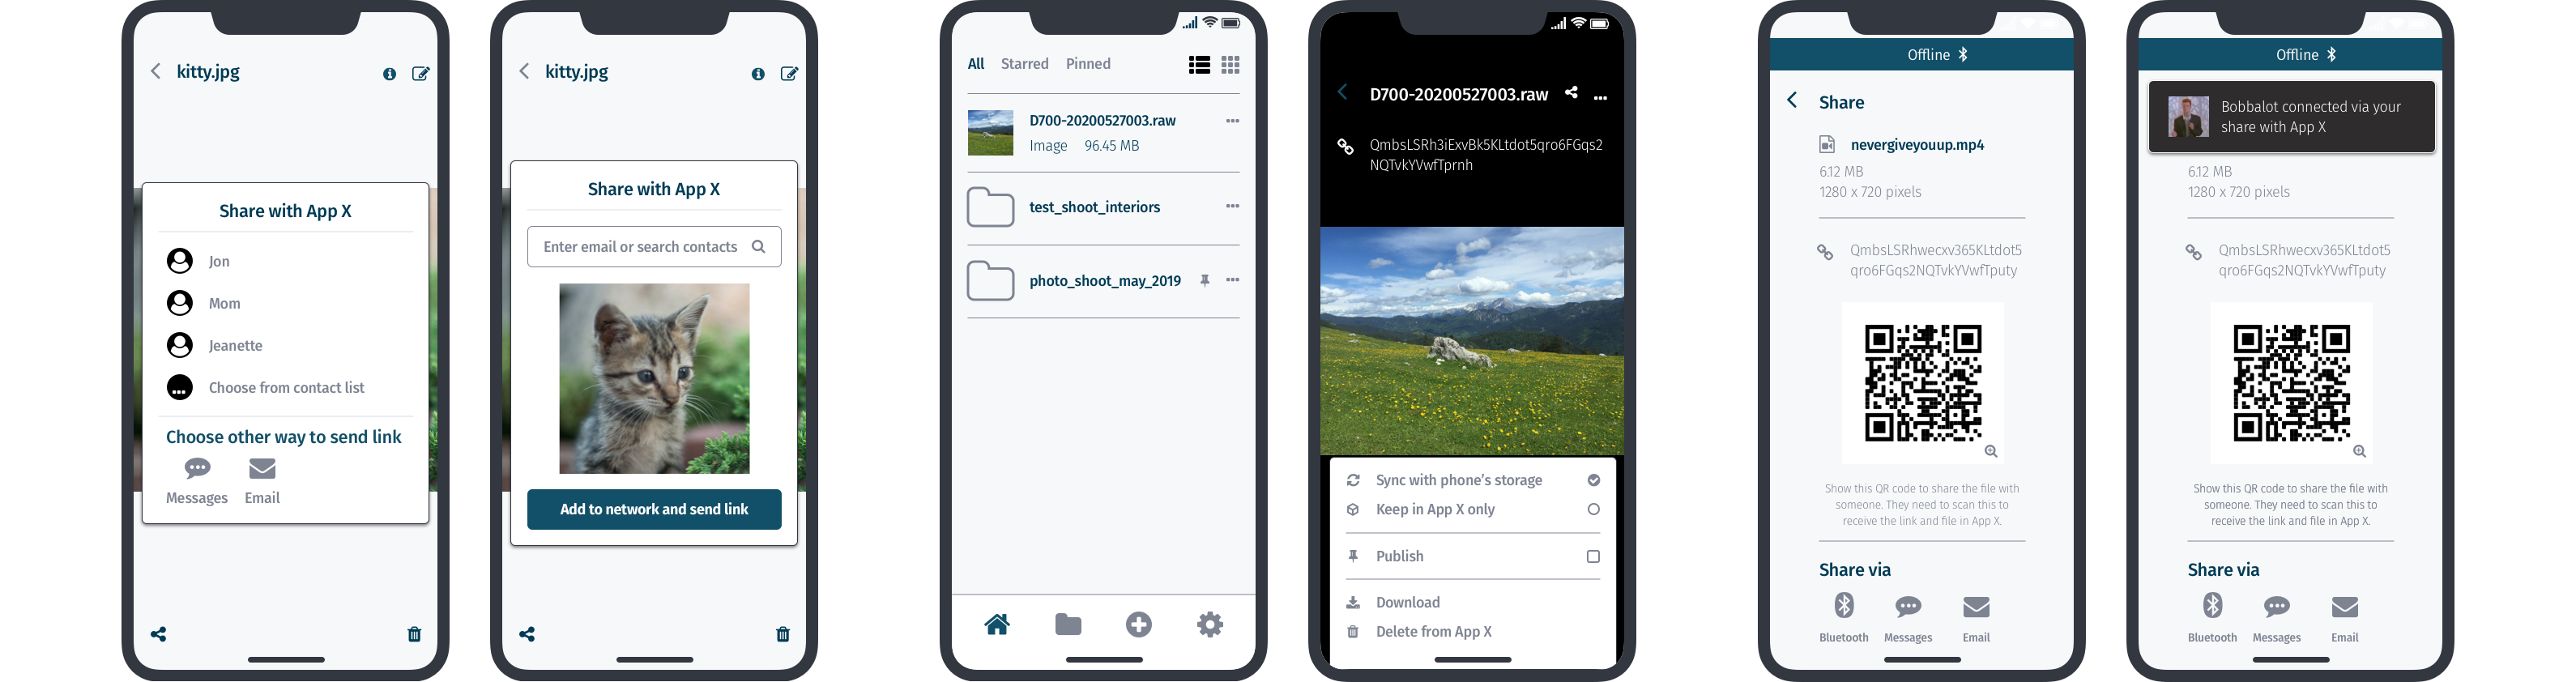 kitty.jpg
Share with App X
Jon
Mom
Jeanette
Choose from contact list
Choose other way to send link
Messages Email
kitty.jpg
Share with App X
Enter email or search contacts
Add to network and send link
All Starred Pinned
D700-20200527003.raw
Image 96.45 MB
test_shoot_interiors
photo_shoot_may_2019
D700-20200527003.raw
QmbsLSRh3iExvBk5KLtdot5qro6FGqs2
NQTvkYVwfTprnh
Sync with phone's storage
Keep in App X only
Publish
Download
Delete from App X
Offline
Share
nevergiveyouup.mp4
6.12 MB
1280 x 720 pixels
QmbsLSRhwecxv365KLtdot5
qro6FGqs2NQTvkYVwfTputy
Show this QR code to share the file with
someone. They need to scan this to
receive the link and file in App X.
Share via
Bluetooth Messages Email
Offline
Bobbalot connected via your
share with App X
6.12 MB
1280 x 720 pixels
QmbsLSRhwecxv365KLtdot5
qro6FGqs2NQTvkYVwfTputy
Show this QR code to share the file with
someone. They need to scan this to
receive the link and file in App X.
Share via
Bluetooth Messages Email